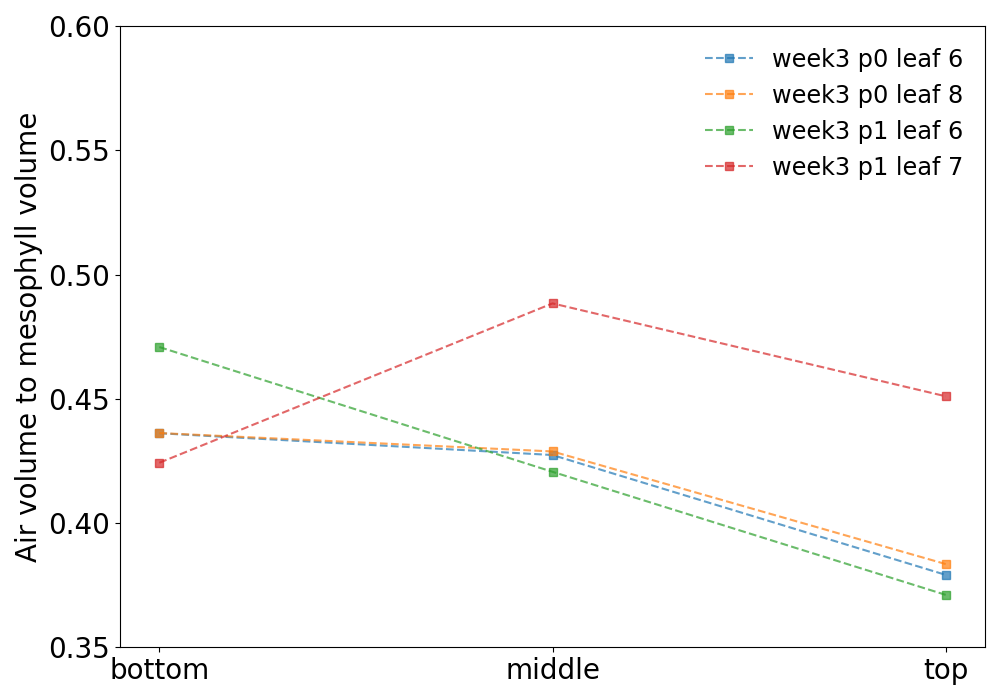 0.60
0.55
0.50
0.45
0.40
0.35
Air volume to mesophyll volume
week3 p0 leaf 6
week3 p0 leaf 8
week3 p1 leaf 6
week3 p1 leaf 7
bottom
middle
top